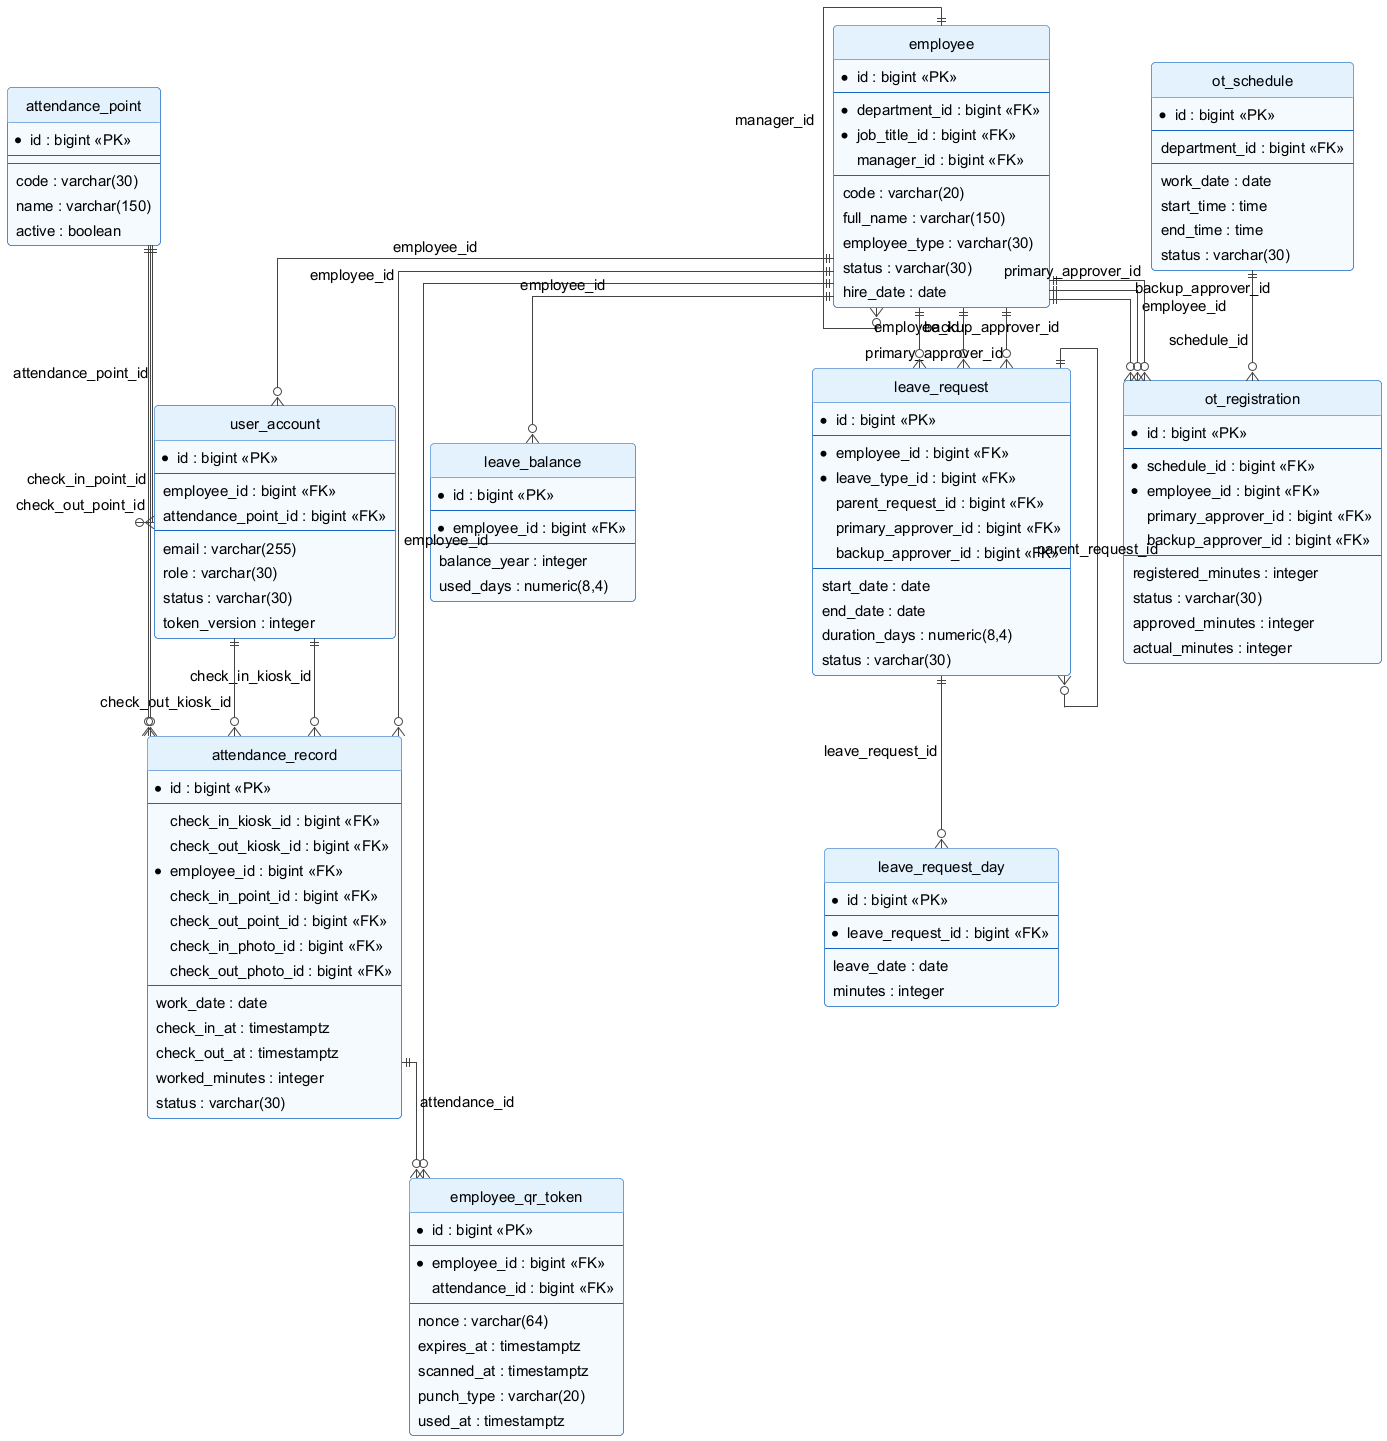 employee
* id : bigint «PK»
* department_id : bigint «FK»
* job_title_id : bigint «FK»
manager_id : bigint «FK»
code : varchar(20)
full_name : varchar(150)
employee_type : varchar(30)
status : varchar(30)
hire_date : date
manager_id
ot_schedule
* id : bigint «PK»
department_id : bigint «FK»
work_date : date
start_time : time
end_time : time
status : varchar(30)
attendance_point
* id : bigint «PK»
code : varchar(30)
name : varchar(150)
active : boolean
employee_id
employee_id
employee_id
primary_approver_id
backup_approver_id
employee_id
employee_id
backup_approver_id
primary_approver_id
schedule_id
attendance_point_id
check_in_point_id
check_out_point_id
user_account
* id : bigint «PK»
employee_id : bigint «FK»
attendance_point_id : bigint «FK»
email : varchar(255)
role : varchar(30)
status : varchar(30)
token_version : integer
employee_id
leave_balance
* id : bigint «PK»
* employee_id : bigint «FK»
balance_year : integer
used_days : numeric(8,4)
leave_request
* id : bigint «PK»
* employee_id : bigint «FK»
* leave_type_id : bigint «FK»
parent_request_id : bigint «FK»
primary_approver_id : bigint «FK»
backup_approver_id : bigint «FK»
start_date : date
end_date : date
duration_days : numeric(8,4)
status : varchar(30)
parent_request_id
ot_registration
* id : bigint «PK»
* schedule_id : bigint «FK»
* employee_id : bigint «FK»
primary_approver_id : bigint «FK»
backup_approver_id : bigint «FK»
registered_minutes : integer
status : varchar(30)
approved_minutes : integer
actual_minutes : integer
check_in_kiosk_id
check_out_kiosk_id
leave_request_id
attendance_record
* id : bigint «PK»
check_in_kiosk_id : bigint «FK»
check_out_kiosk_id : bigint «FK»
* employee_id : bigint «FK»
check_in_point_id : bigint «FK»
check_out_point_id : bigint «FK»
check_in_photo_id : bigint «FK»
check_out_photo_id : bigint «FK»
work_date : date
check_in_at : timestamptz
check_out_at : timestamptz
worked_minutes : integer
status : varchar(30)
leave_request_day
* id : bigint «PK»
* leave_request_id : bigint «FK»
leave_date : date
minutes : integer
attendance_id
employee_qr_token
* id : bigint «PK»
* employee_id : bigint «FK»
attendance_id : bigint «FK»
nonce : varchar(64)
expires_at : timestamptz
scanned_at : timestamptz
punch_type : varchar(20)
used_at : timestamptz